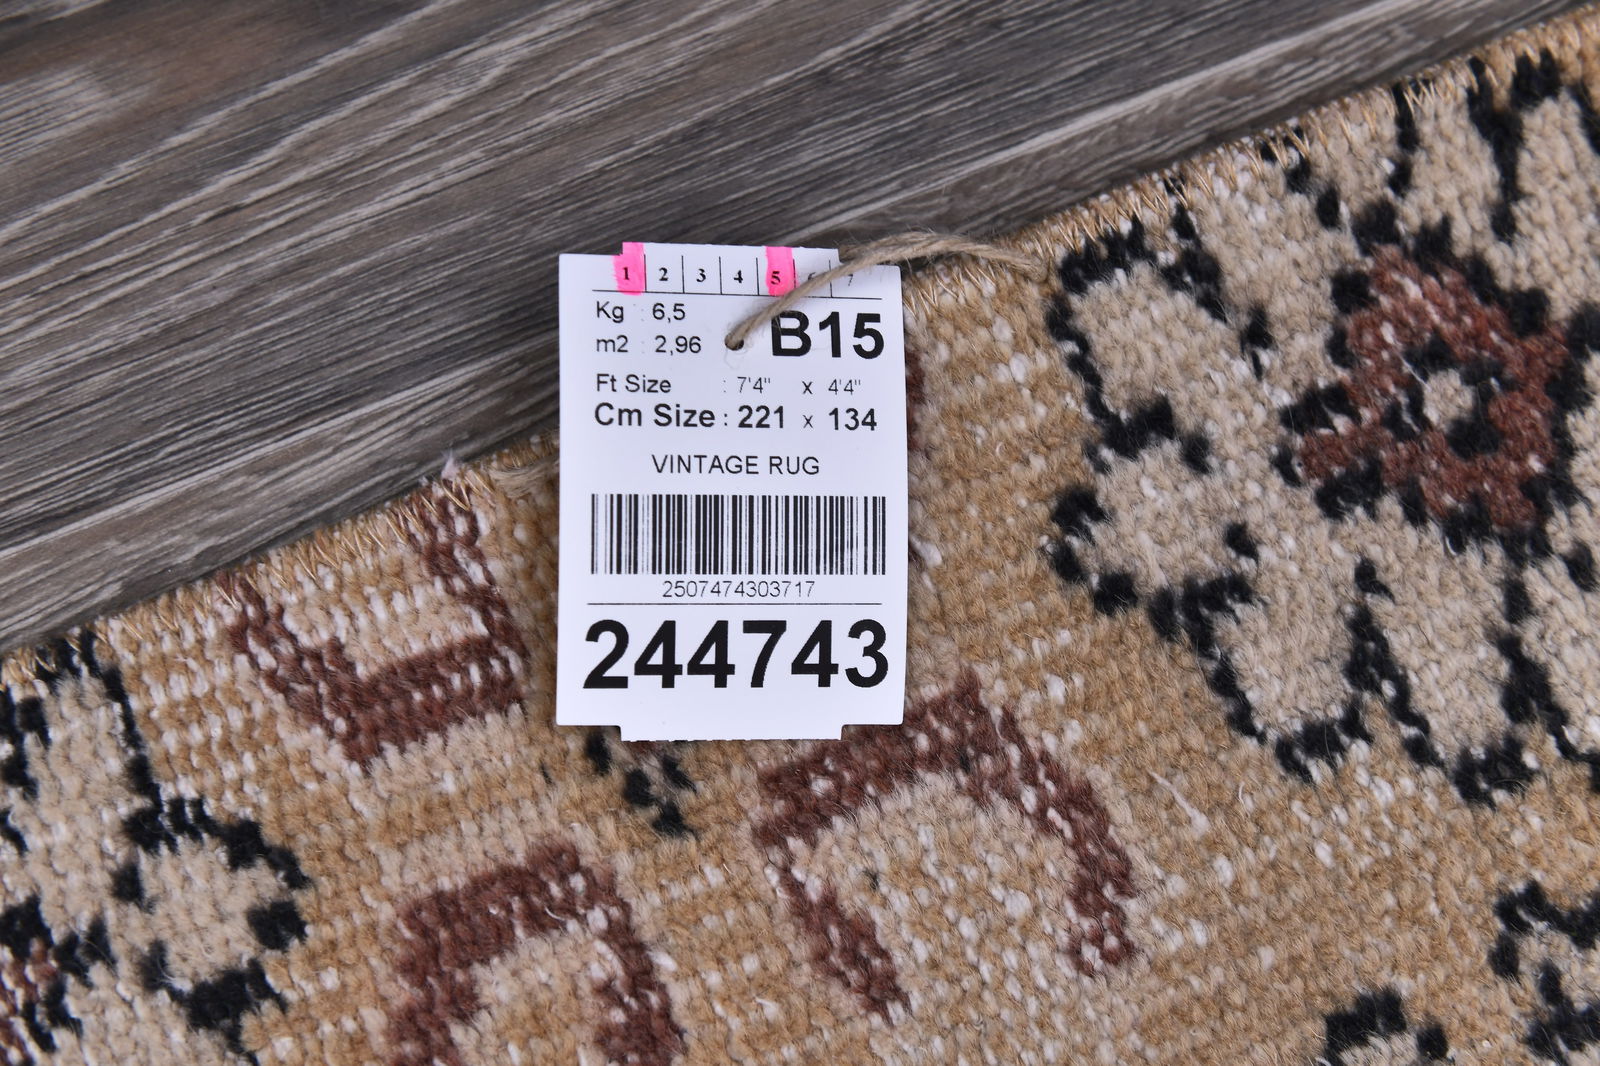 1 2 3 4 5 6 7
Kg : 6,5
m2 : 2,96
B15
Ft Size : 7'4" x 4'4"
Cm Size : 221 x 134
VINTAGE RUG
2507474303717
244743